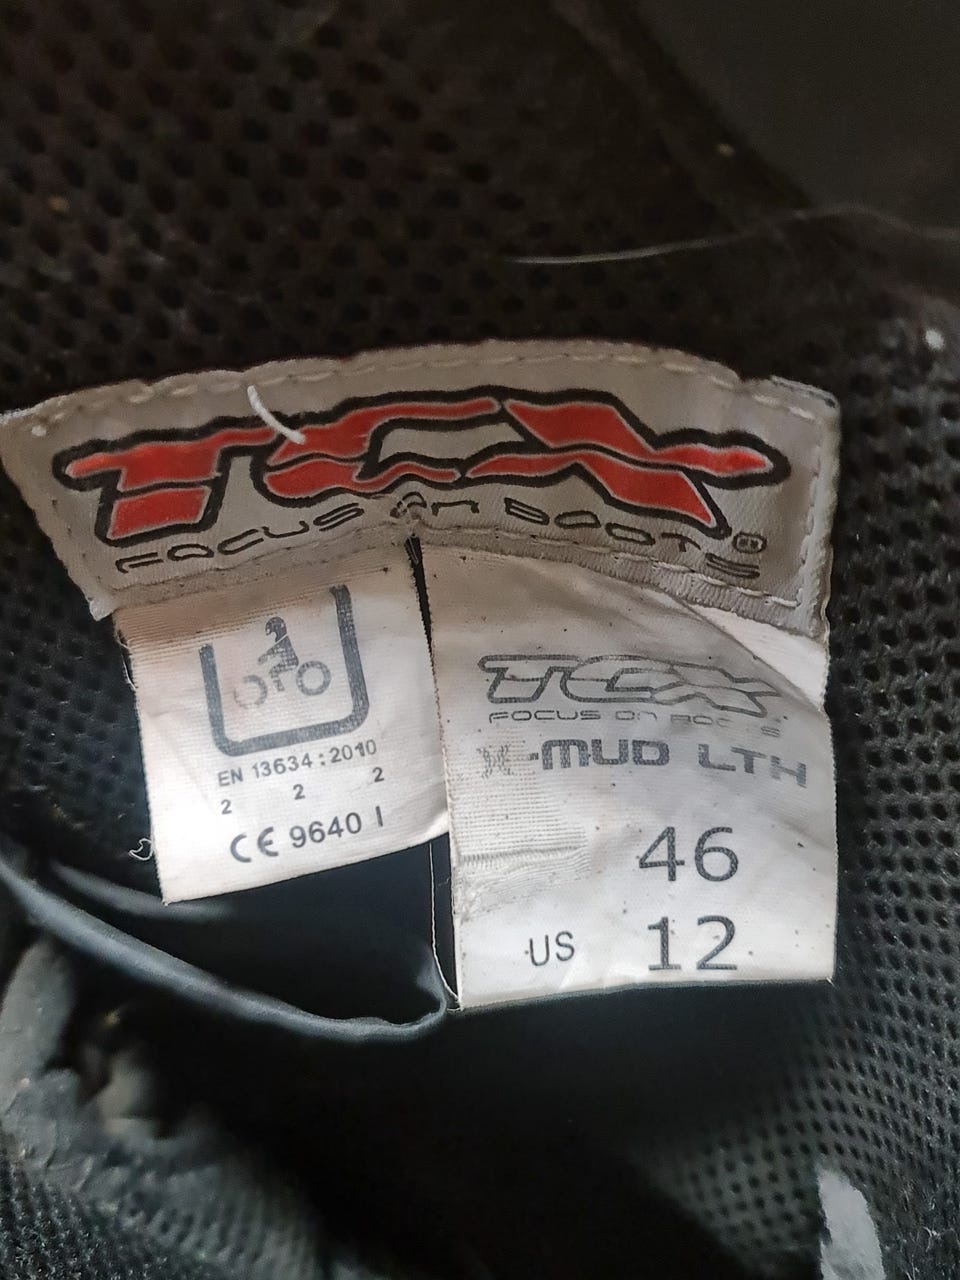 TCX
FOCUS ON BOOTS®
EN 13634:2010
2 2 2
CE 9640 I
TCX
FOCUS ON BOOTS
-MUD LTH
46
US 12